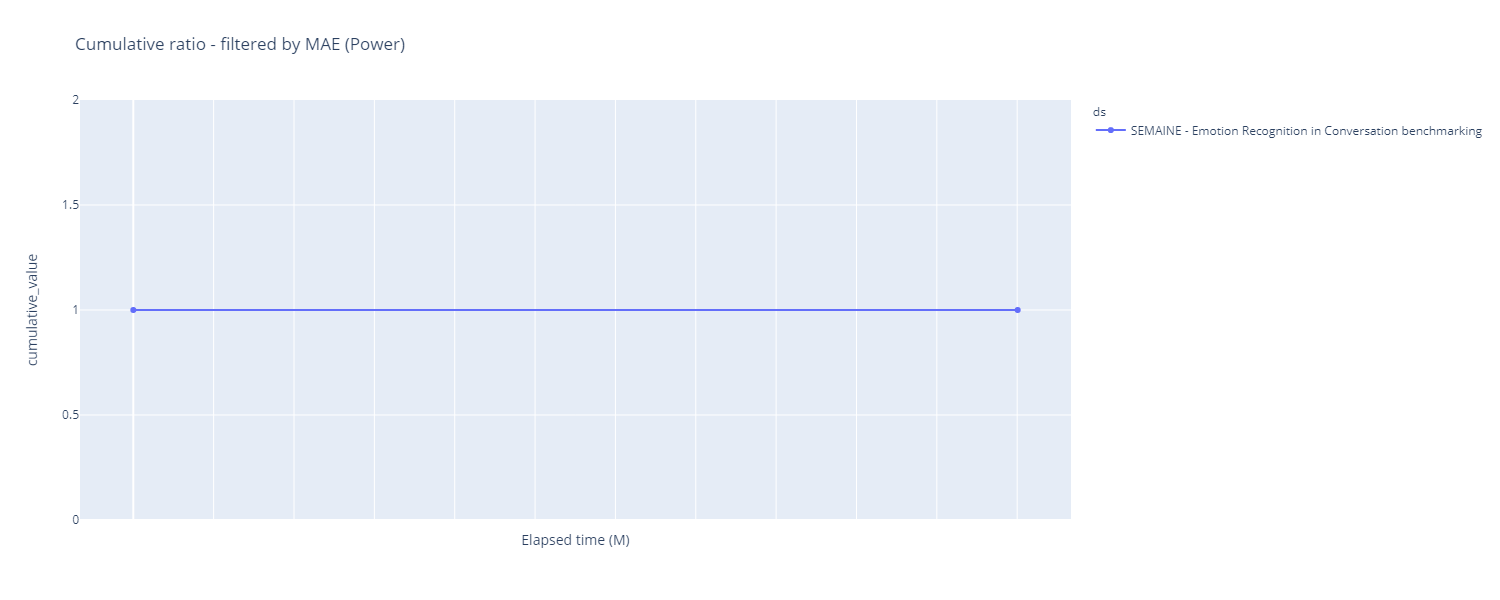 Cumulative ratio - filtered by MAE (Power)
2
1.5
1
0.5
0
cumulative_value
Elapsed time (M)
ds
SEMAINE - Emotion Recognition in Conversation benchmarking